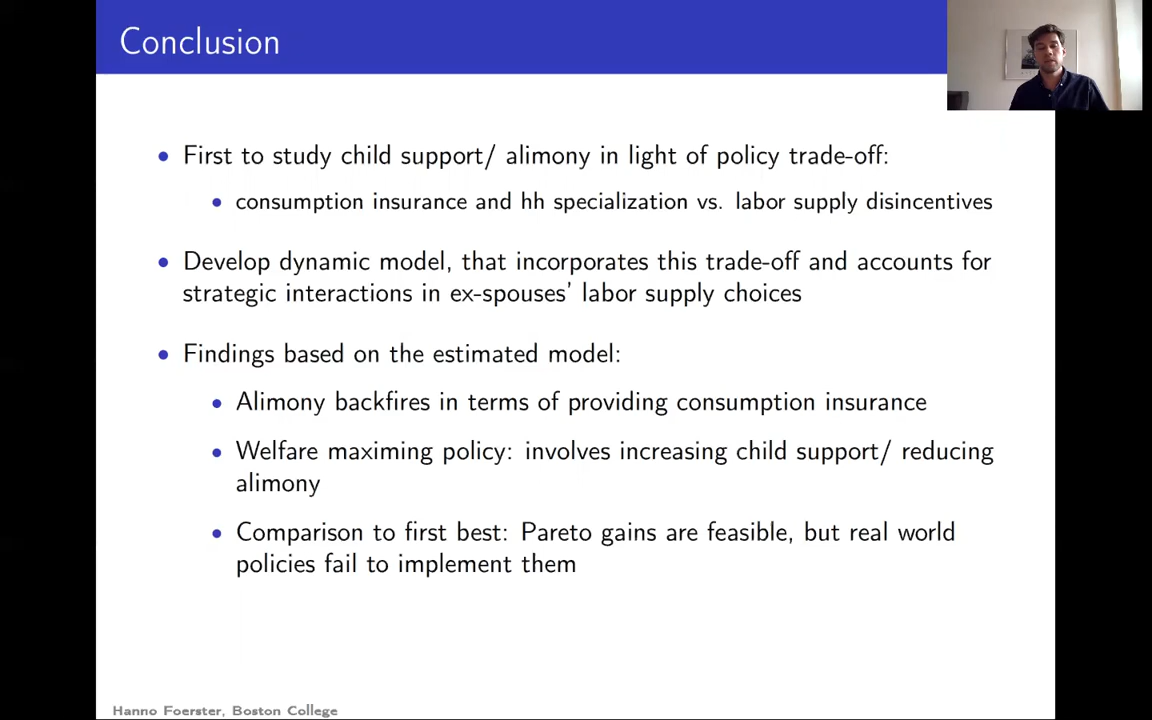 Conclusion
• First to study child support/ alimony in light of policy trade-off:
• consumption insurance and hh specialization vs. labor supply disincentives
• Develop dynamic model, that incorporates this trade-off and accounts for
strategic interactions in ex-spouses' labor supply choices
• Findings based on the estimated model:
• Alimony backfires in terms of providing consumption insurance
• Welfare maximing policy: involves increasing child support/ reducing
alimony
• Comparison to first best: Pareto gains are feasible, but real world
policies fail to implement them
Hanno Foerster, Boston College